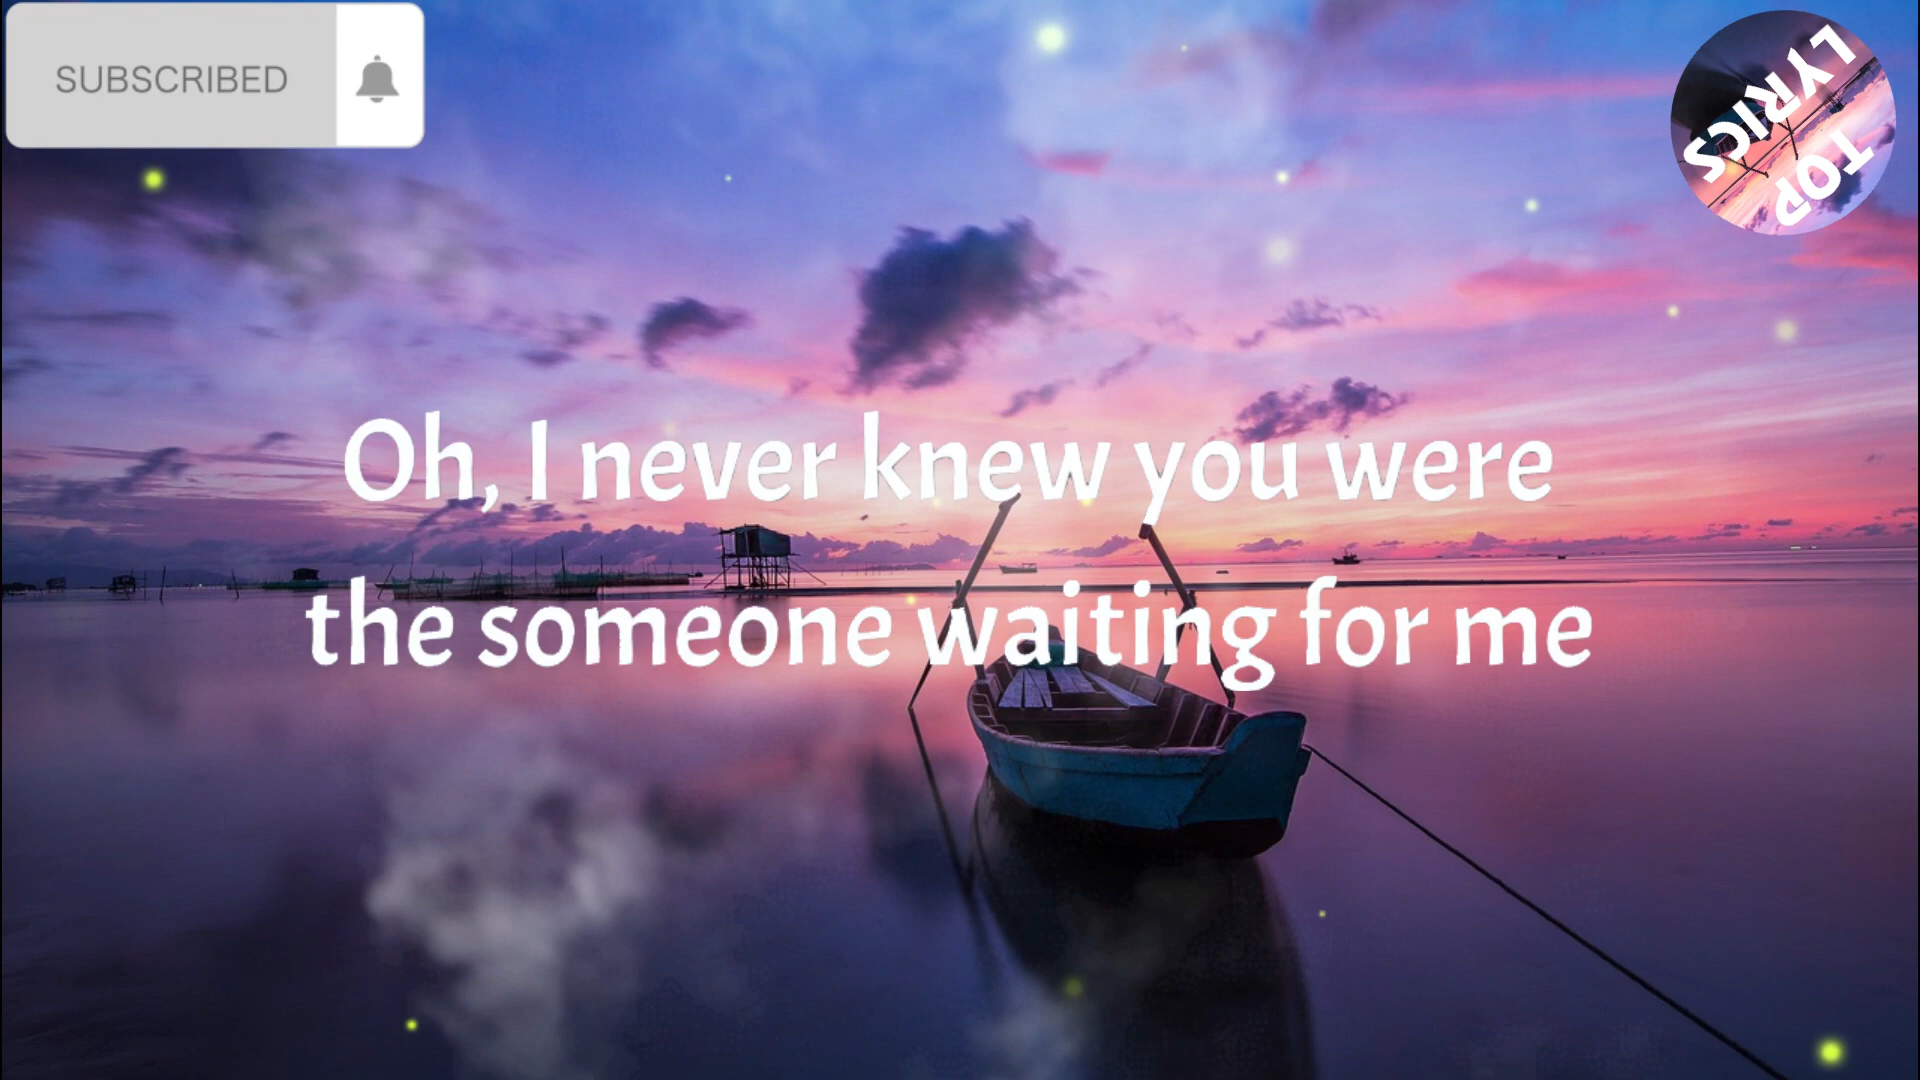 SUBSCRIBED
TOP
LYRICS
Oh, I never knew you were
the someone waiting for me